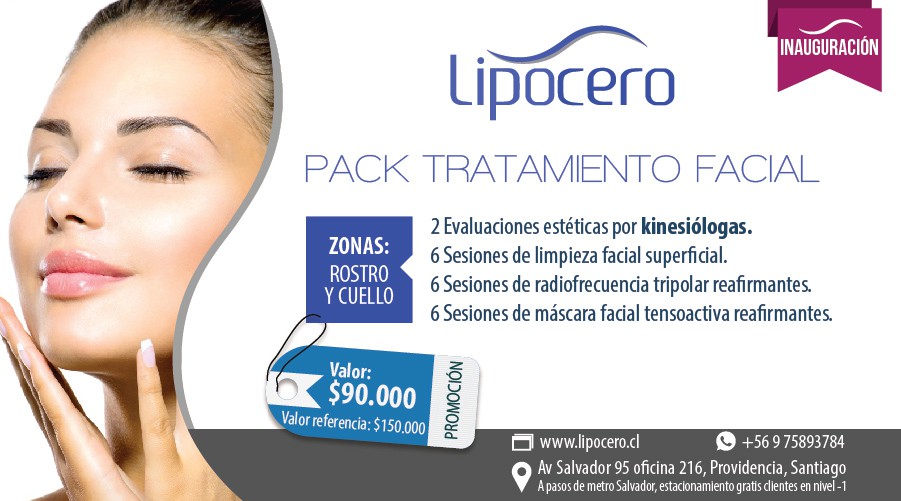 INAUGURACIÓN
Lipocero
PACK TRATAMIENTO FACIAL
ZONAS:
ROSTRO
Y CUELLO
2 Evaluaciones estéticas por kinesiólogas.
6 Sesiones de limpieza facial superficial.
6 Sesiones de radiofrecuencia tripolar reafirmantes.
6 Sesiones de máscara facial tensoactiva reafirmantes.
Valor:
$90.000
Valor referencia: $150.000
PROMOCIÓN
www.lipocero.cl
+56 9 75893784
Av Salvador 95 oficina 216, Providencia, Santiago
A pasos de metro Salvador, estacionamiento gratis clientes en nivel -1